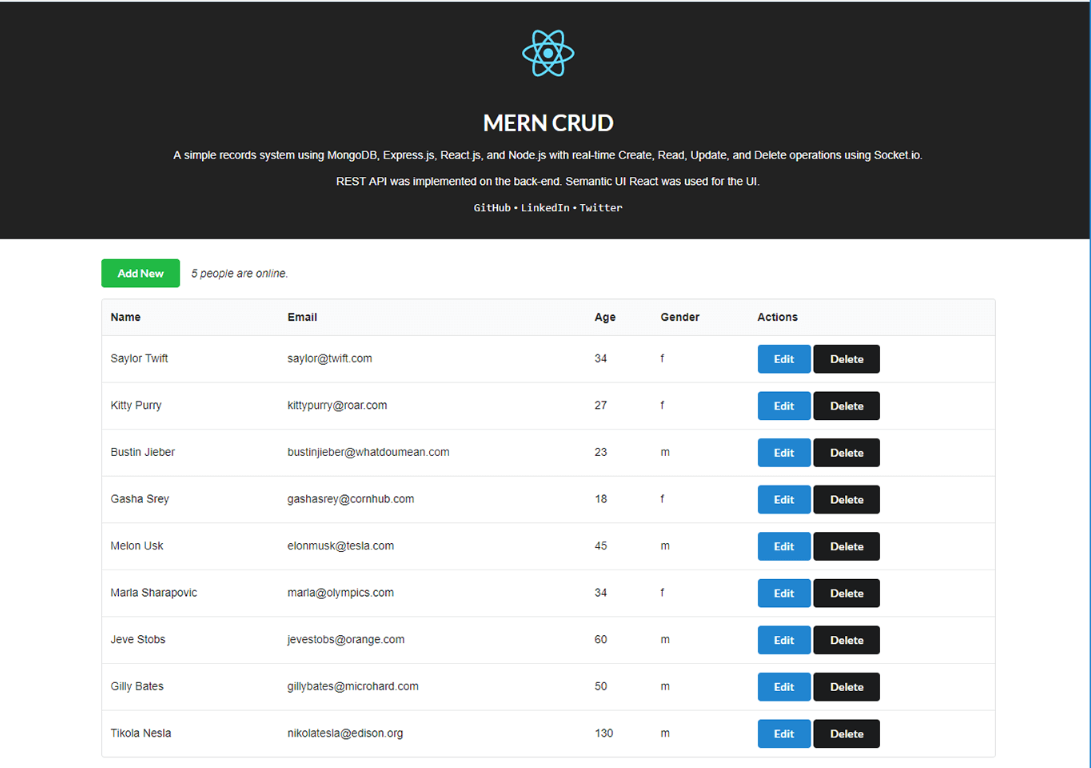 MERN CRUD
A simple records system using MongoDB, Express.js, React.js, and Node.js with real-time Create, Read, Update, and Delete operations using Socket.io.
REST API was implemented on the back-end. Semantic UI React was used for the UI.
GitHub • LinkedIn • Twitter
Add New 5 people are online.
Name Email Age Gender Actions
Saylor Twift saylor@twift.com 34 f Edit Delete
Kitty Purry kittypurry@roar.com 27 f Edit Delete
Bustin Jieber bustinjieber@whatdoumean.com 23 m Edit Delete
Gasha Srey gashasrey@cornhub.com 18 f Edit Delete
Melon Usk elonmusk@tesla.com 45 m Edit Delete
Marla Sharapovic marla@olympics.com 34 f Edit Delete
Jeve Stobs jevestobs@orange.com 60 m Edit Delete
Gilly Bates gillybates@microhard.com 50 m Edit Delete
Tikola Nesla nikolatesla@edison.org 130 m Edit Delete